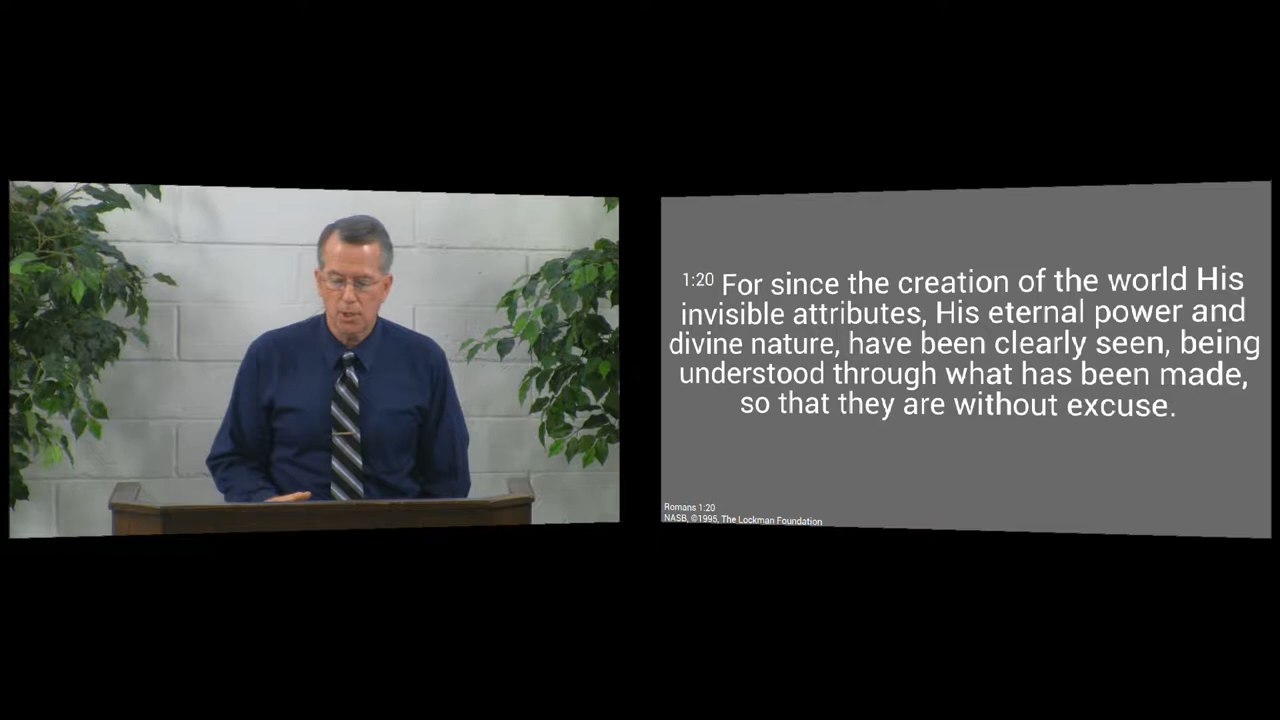 1:20 For since the creation of the world His
invisible attributes, His eternal power and
divine nature, have been clearly seen, being
understood through what has been made,
so that they are without excuse.
Romans 1:20
NASB, ©1995, The Lockman Foundation